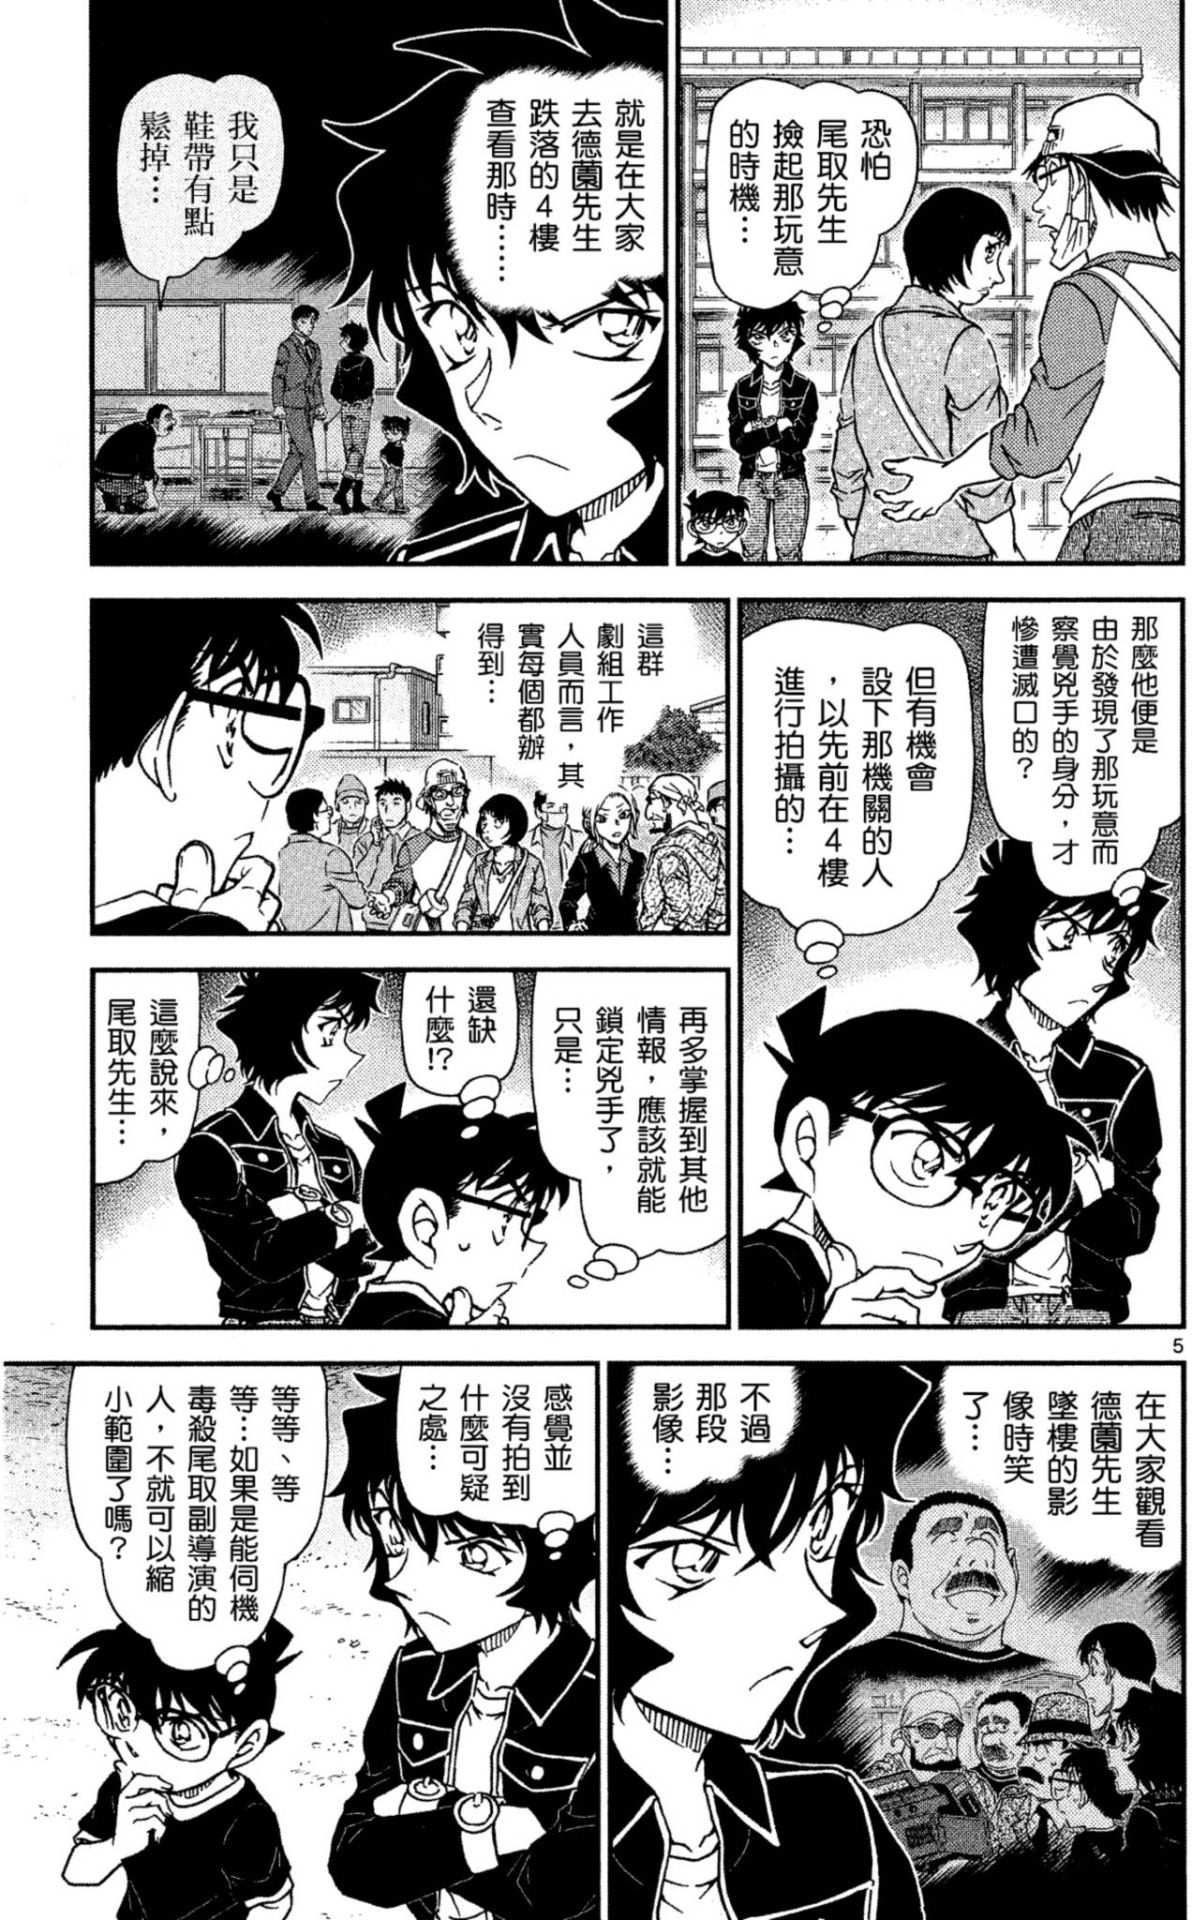 恐怕
尾取先生
撿起那玩意
的時機…
就是在大家
去德薗先生
跌落的4樓
查看那時……
我只是
鞋帶有點
鬆掉…
那麼他便是
由於發現了那玩意而
察覺兇手的身分，才
慘遭滅口的？
但有機會
設下那機關的人
，以先前在4樓
進行拍攝的…
這群
劇組工作
人員而言，其
實每個都辦
得到…
再多掌握到其他
情報，應該就能
鎖定兇手了，
只是…
還缺
什麼!?
這麼說來，
尾取先生…
5
在大家觀看
德薗先生
墜樓的影
像時笑
了…
不過
那段
影像…
感覺並
沒有拍到
什麼可疑
之處…
等等、等
等…如果是能伺機
毒殺尾取副導演的
人，不就可以縮
小範圍了嗎？